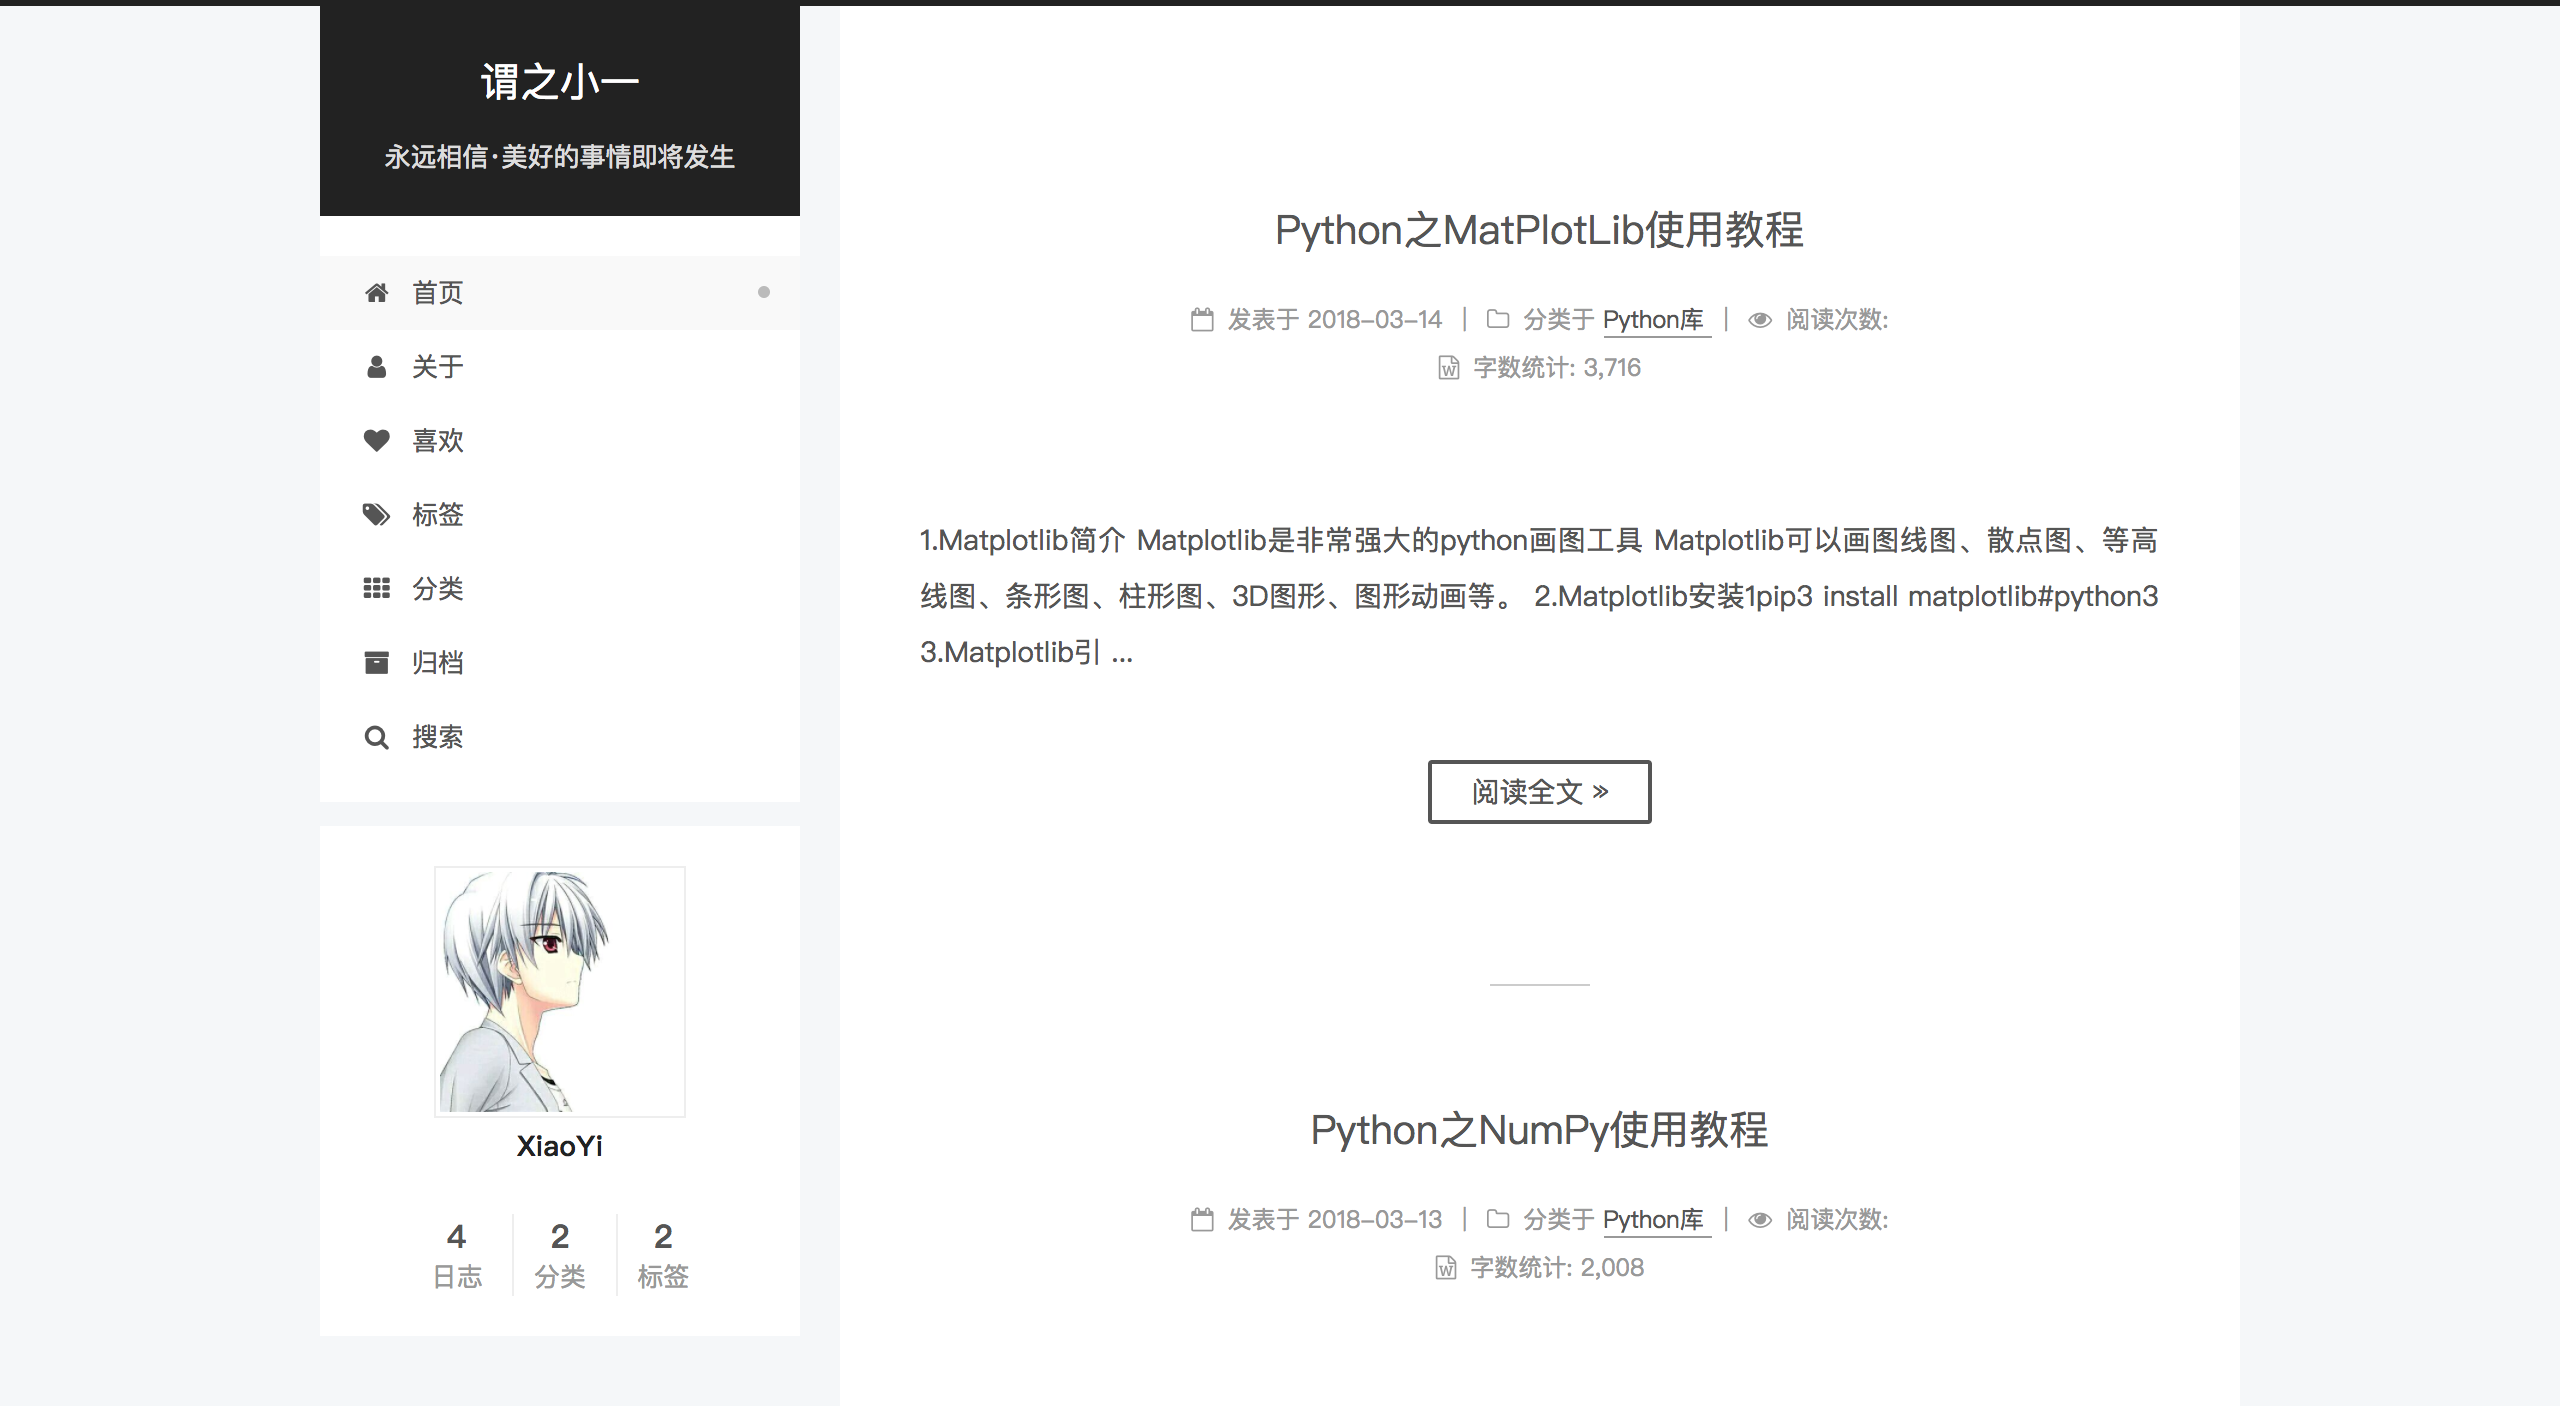 谓之小一
永远相信·美好的事情即将发生
首页
关于
喜欢
标签
分类
归档
搜索
XiaoYi
4 2 2
日志 分类 标签
Python之MatPlotLib使用教程
发表于 2018-03-14 | 分类于 Python库 | 阅读次数:
字数统计: 3,716
1.Matplotlib简介 Matplotlib是非常强大的python画图工具 Matplotlib可以画图线图、散点图、等高
线图、条形图、柱形图、3D图形、图形动画等。 2.Matplotlib安装1pip3 install matplotlib#python3
3.Matplotlib引 ...
阅读全文 »
Python之NumPy使用教程
发表于 2018-03-13 | 分类于 Python库 | 阅读次数:
字数统计: 2,008